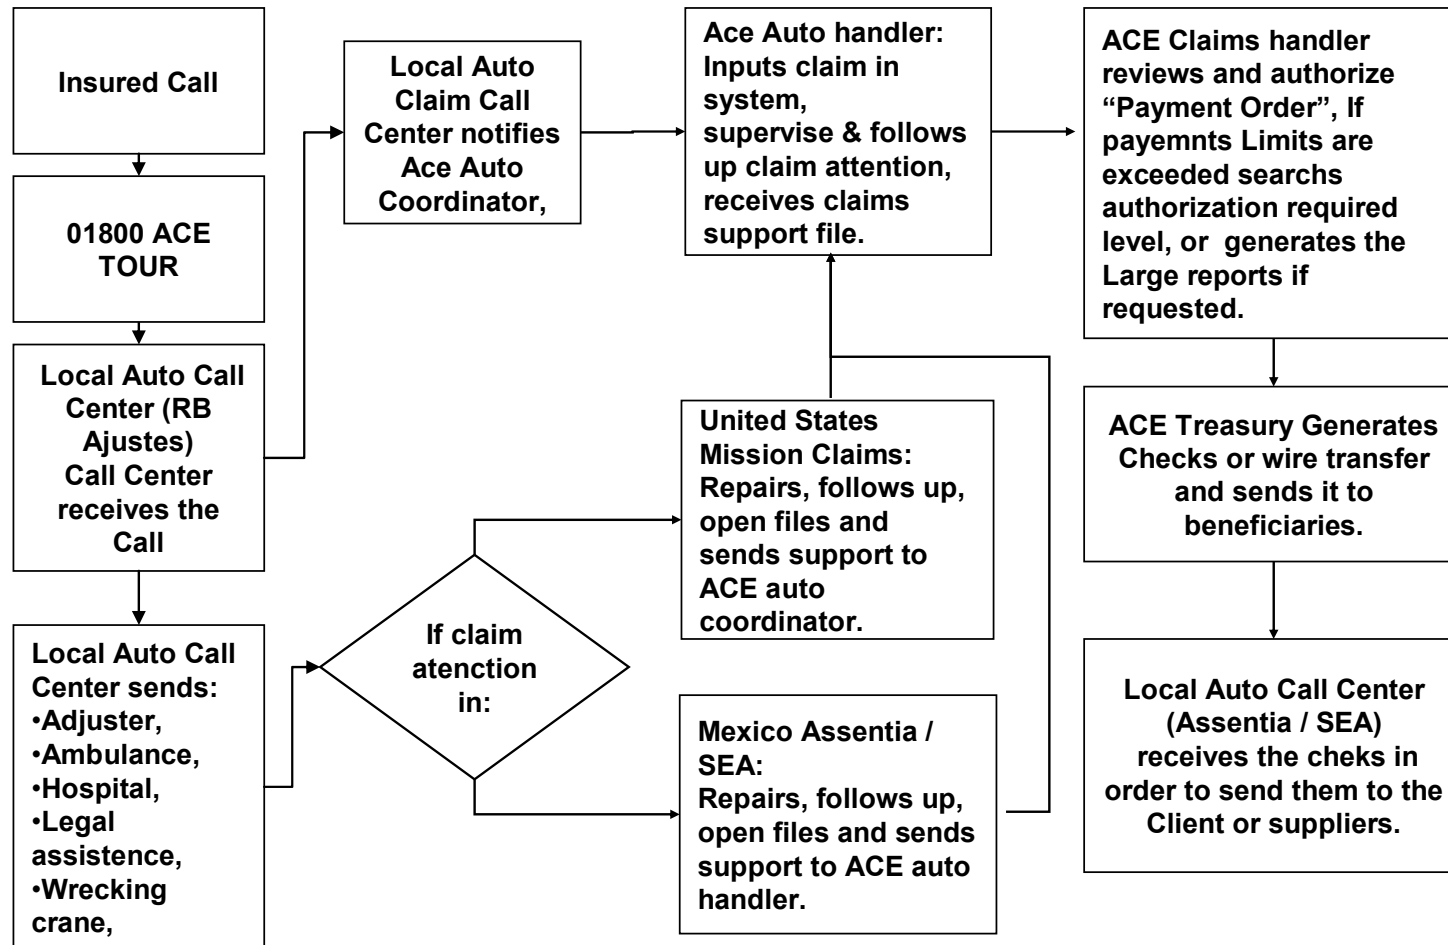 Insured Call
01800 ACE
TOUR
Local Auto Call
Center (RB
Ajustes)
Call Center
receives the
Call
Local Auto Call
Center sends:
•Adjuster,
•Ambulance,
•Hospital,
•Legal
assistence,
•Wrecking
crane,
Local Auto
Claim Call
Center notifies
Ace Auto
Coordinator,
If claim
atenction
in:
Ace Auto handler:
Inputs claim in
system,
supervise & follows
up claim attention,
receives claims
support file.
United States
Mission Claims:
Repairs, follows up,
open files and
sends support to
ACE auto
coordinator.
Mexico Assentia /
SEA:
Repairs, follows up,
open files and sends
support to ACE auto
handler.
ACE Claims handler
reviews and authorize
“Payment Order”, If
payemnts Limits are
exceeded searchs
authorization required
level, or generates the
Large reports if
requested.
ACE Treasury Generates
Checks or wire transfer
and sends it to
beneficiaries.
Local Auto Call Center
(Assentia / SEA)
receives the cheks in
order to send them to the
Client or suppliers.